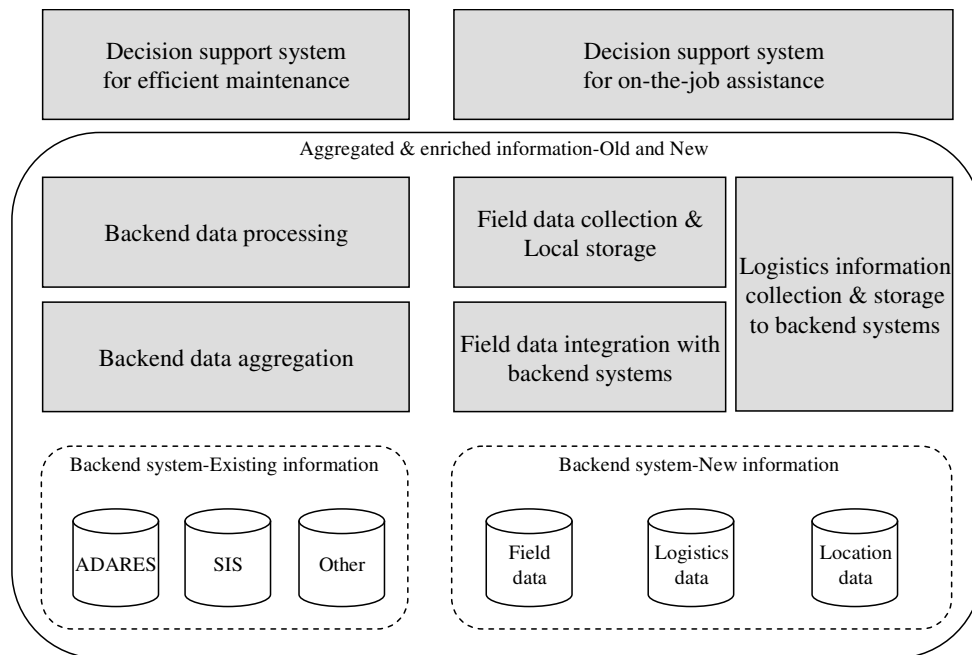 Decision support system
for efficient maintenance
Decision support system
for on-the-job assistance
Aggregated & enriched information-Old and New
Backend data processing
Field data collection &
Local storage
Logistics information
collection & storage
to backend systems
Backend data aggregation
Field data integration with
backend systems
Backend system-Existing information
ADARES
SIS
Other
Backend system-New information
Field
data
Logistics
data
Location
data